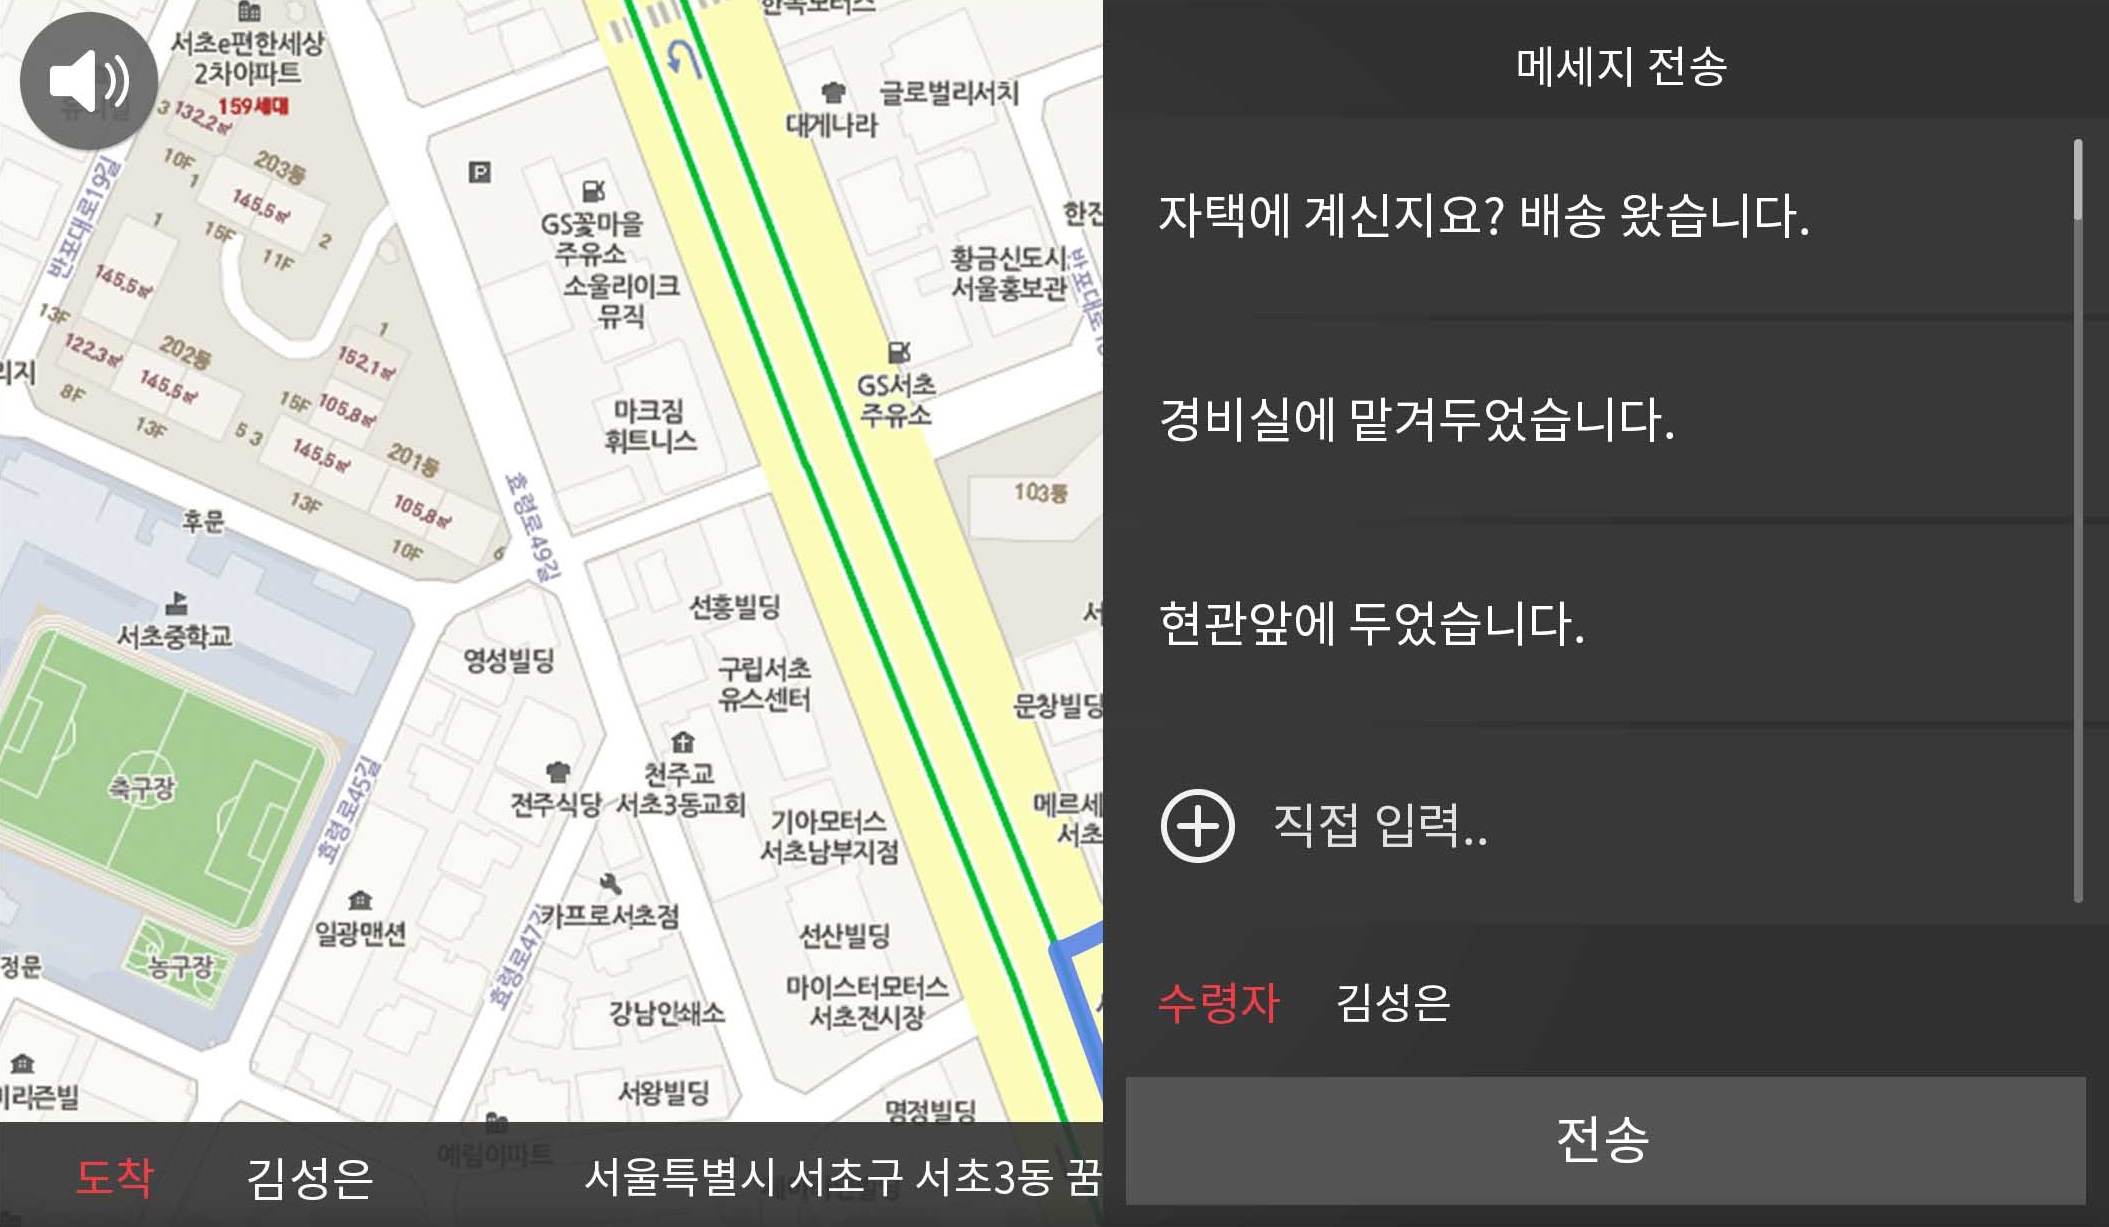 서초e편한세상
2차아파트
159세대
3
132.2㎡
10F
1
203동
145.5㎡
15F
2
11F
반포대로19길
1
145.5㎡
13F
122.3㎡
202동
145.5㎡
8F
13F
1
152.1㎡
15F
105.8㎡
5 3
145.5㎡
201동
105.8㎡
13F
10F
6
리지
P
GS꽃마을
주유소
소울라이크
뮤직
마크짐
휘트니스
대게나라
글로벌리서치
황금신도시
서울홍보관
GS서초
주유소
103동
효령로49길
후문
서초중학교
축구장
농구장
정문
효령로45길
영성빌딩
선흥빌딩
구립서초
유스센터
문창빌딩
전주식당
천주교
서초3동교회
기아모터스
서초남부지점
메르세
서초
일광맨션
효령로47길
카프로서초점
선산빌딩
마이스터모터스
서초전시장
강남인쇄소
서왕빌딩
명정빌딩
도착
김성은
서울특별시 서초구 서초3동 꿈
메세지 전송
자택에 계신지요? 배송 왔습니다.
경비실에 맡겨두었습니다.
현관앞에 두었습니다.
직접 입력..
수령자
김성은
전송